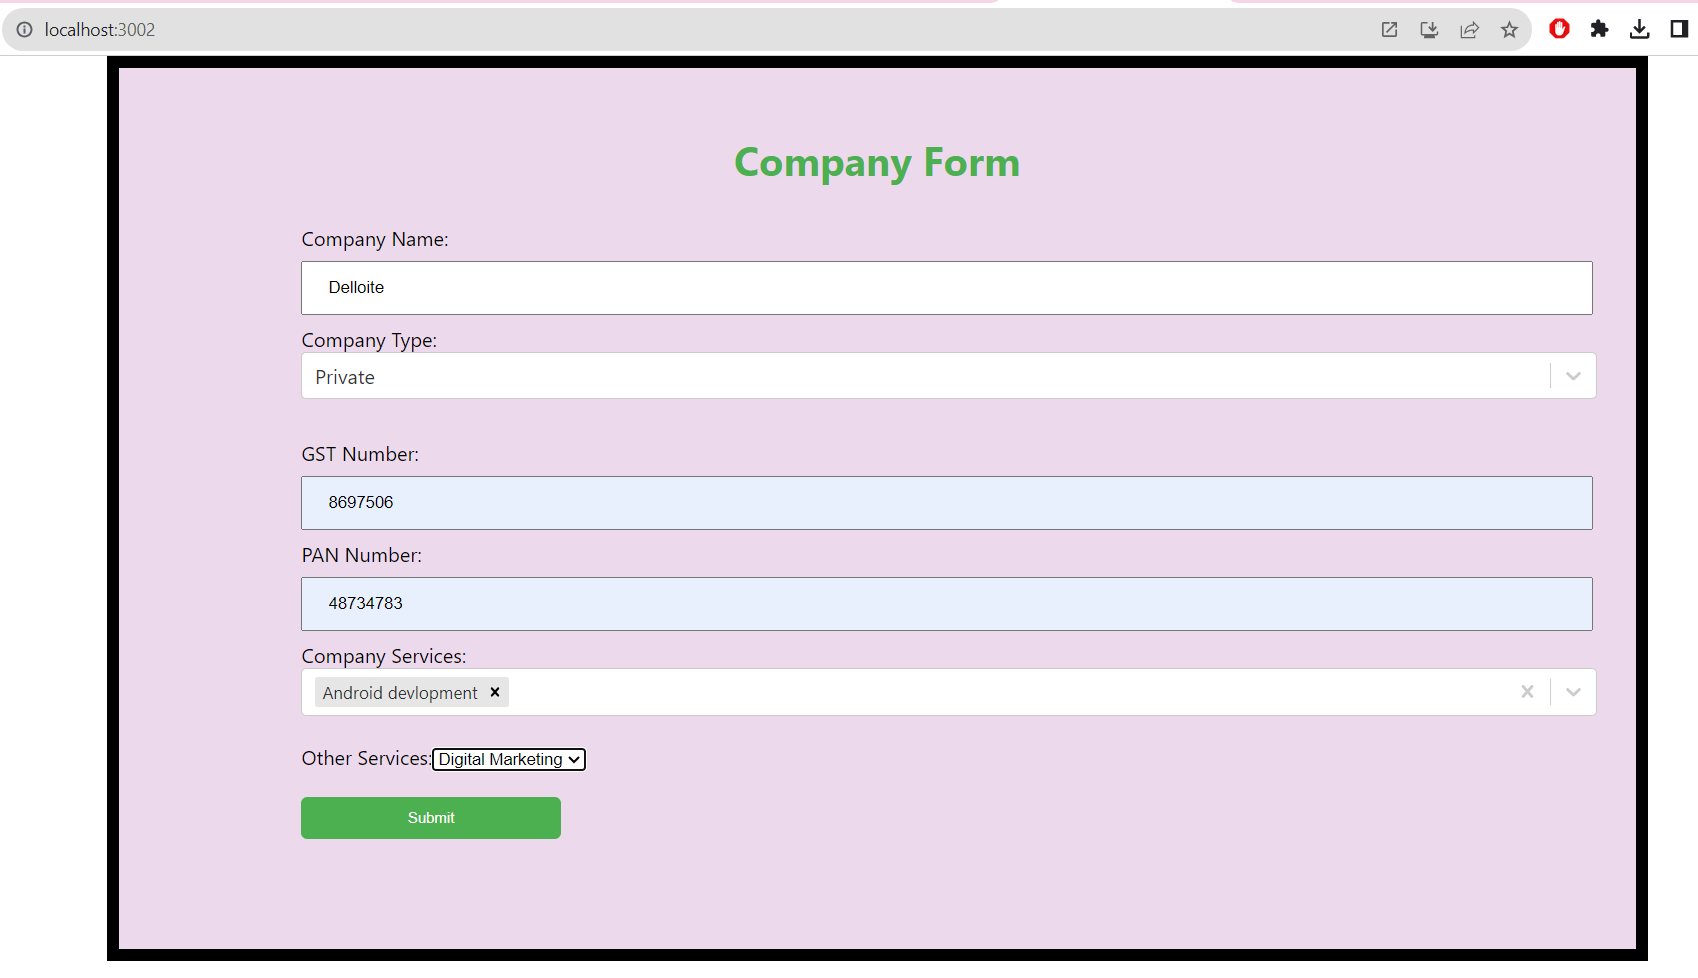 localhost:3002
Company Form
Company Name:
Delloite
Company Type:
Private
GST Number:
8697506
PAN Number:
48734783
Company Services:
Android devlopment
Other Services: Digital Marketing
Submit